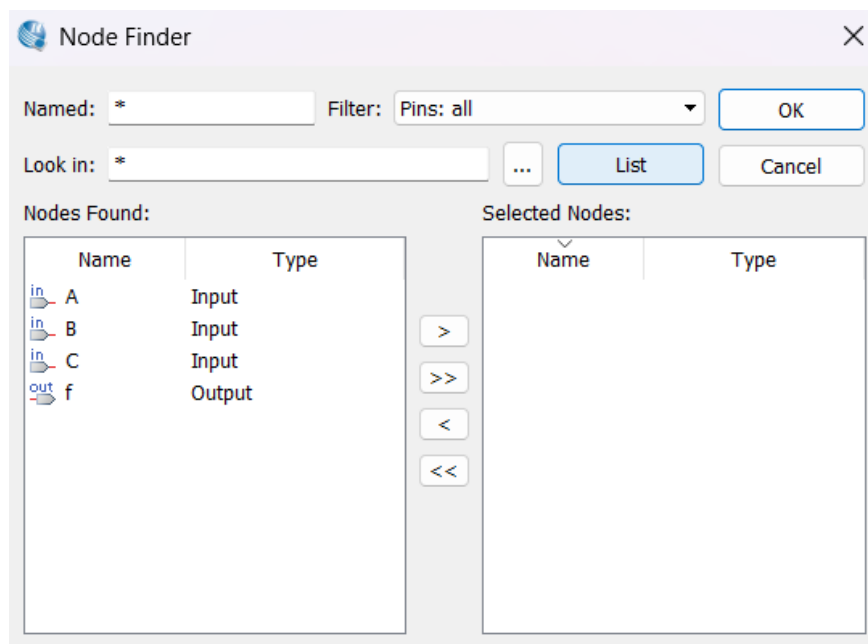 Node Finder
Named: * Filter: Pins: all OK
Look in: * ... List Cancel
Nodes Found: Selected Nodes:
Name Type Name Type
in A Input
in B Input
in C Input
out f Output
>
>>
<
<<